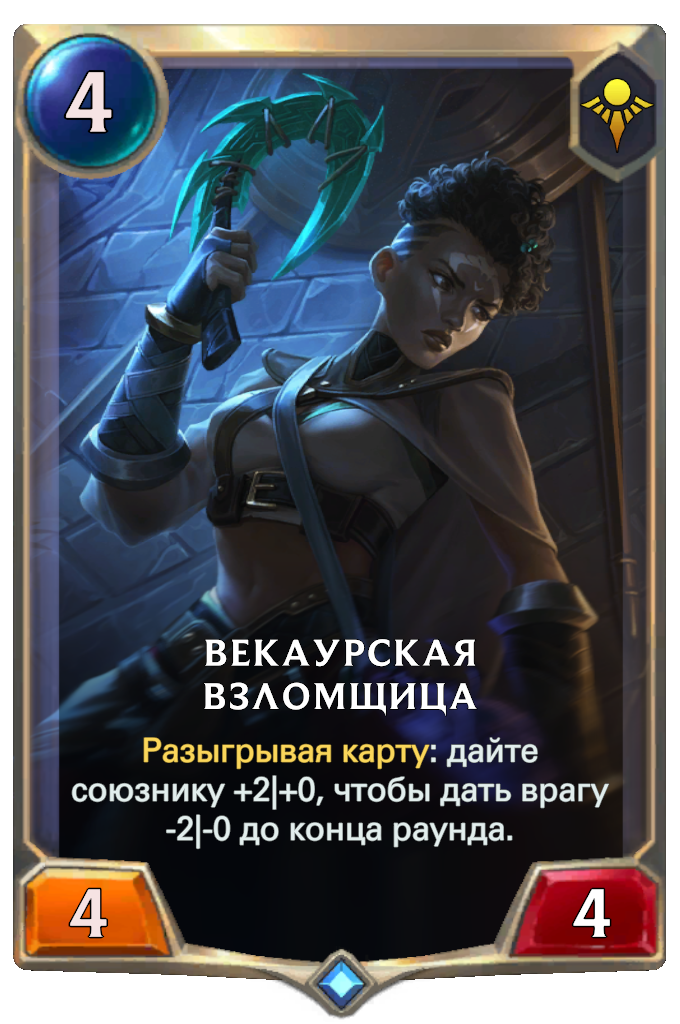 4
ВЕКАУРСКАЯ
ВЗЛОМЩИЦА
Разыгрывая карту: дайте
союзнику +2|+0, чтобы дать врагу
-2|-0 до конца раунда.
4
4